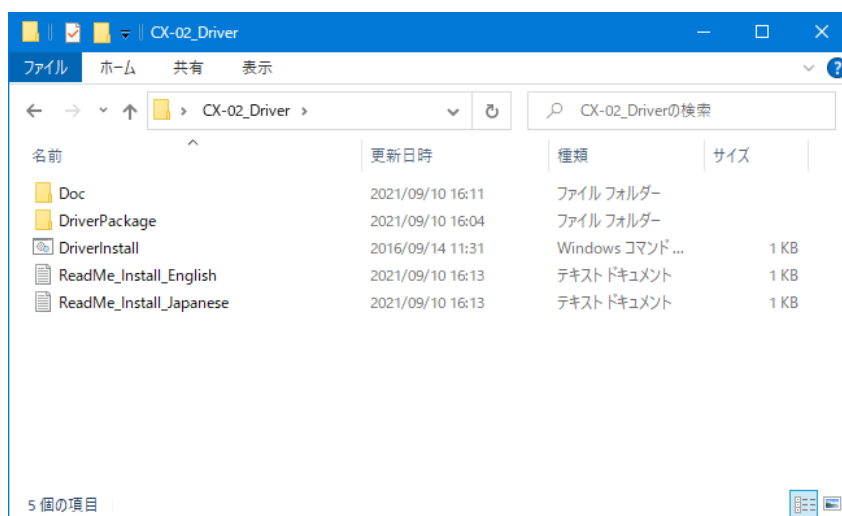 CX-02_Driver
ファイル ホーム 共有 表示
CX-02_Driver CX-02_Driverの検索
名前 更新日時 種類 サイズ
Doc 2021/09/10 16:11 ファイル フォルダー
DriverPackage 2021/09/10 16:04 ファイル フォルダー
DriverInstall 2016/09/14 11:31 Windows コマンド ... 1 KB
ReadMe_Install_English 2021/09/10 16:13 テキスト ドキュメント 1 KB
ReadMe_Install_Japanese 2021/09/10 16:13 テキスト ドキュメント 1 KB
5 個の項目